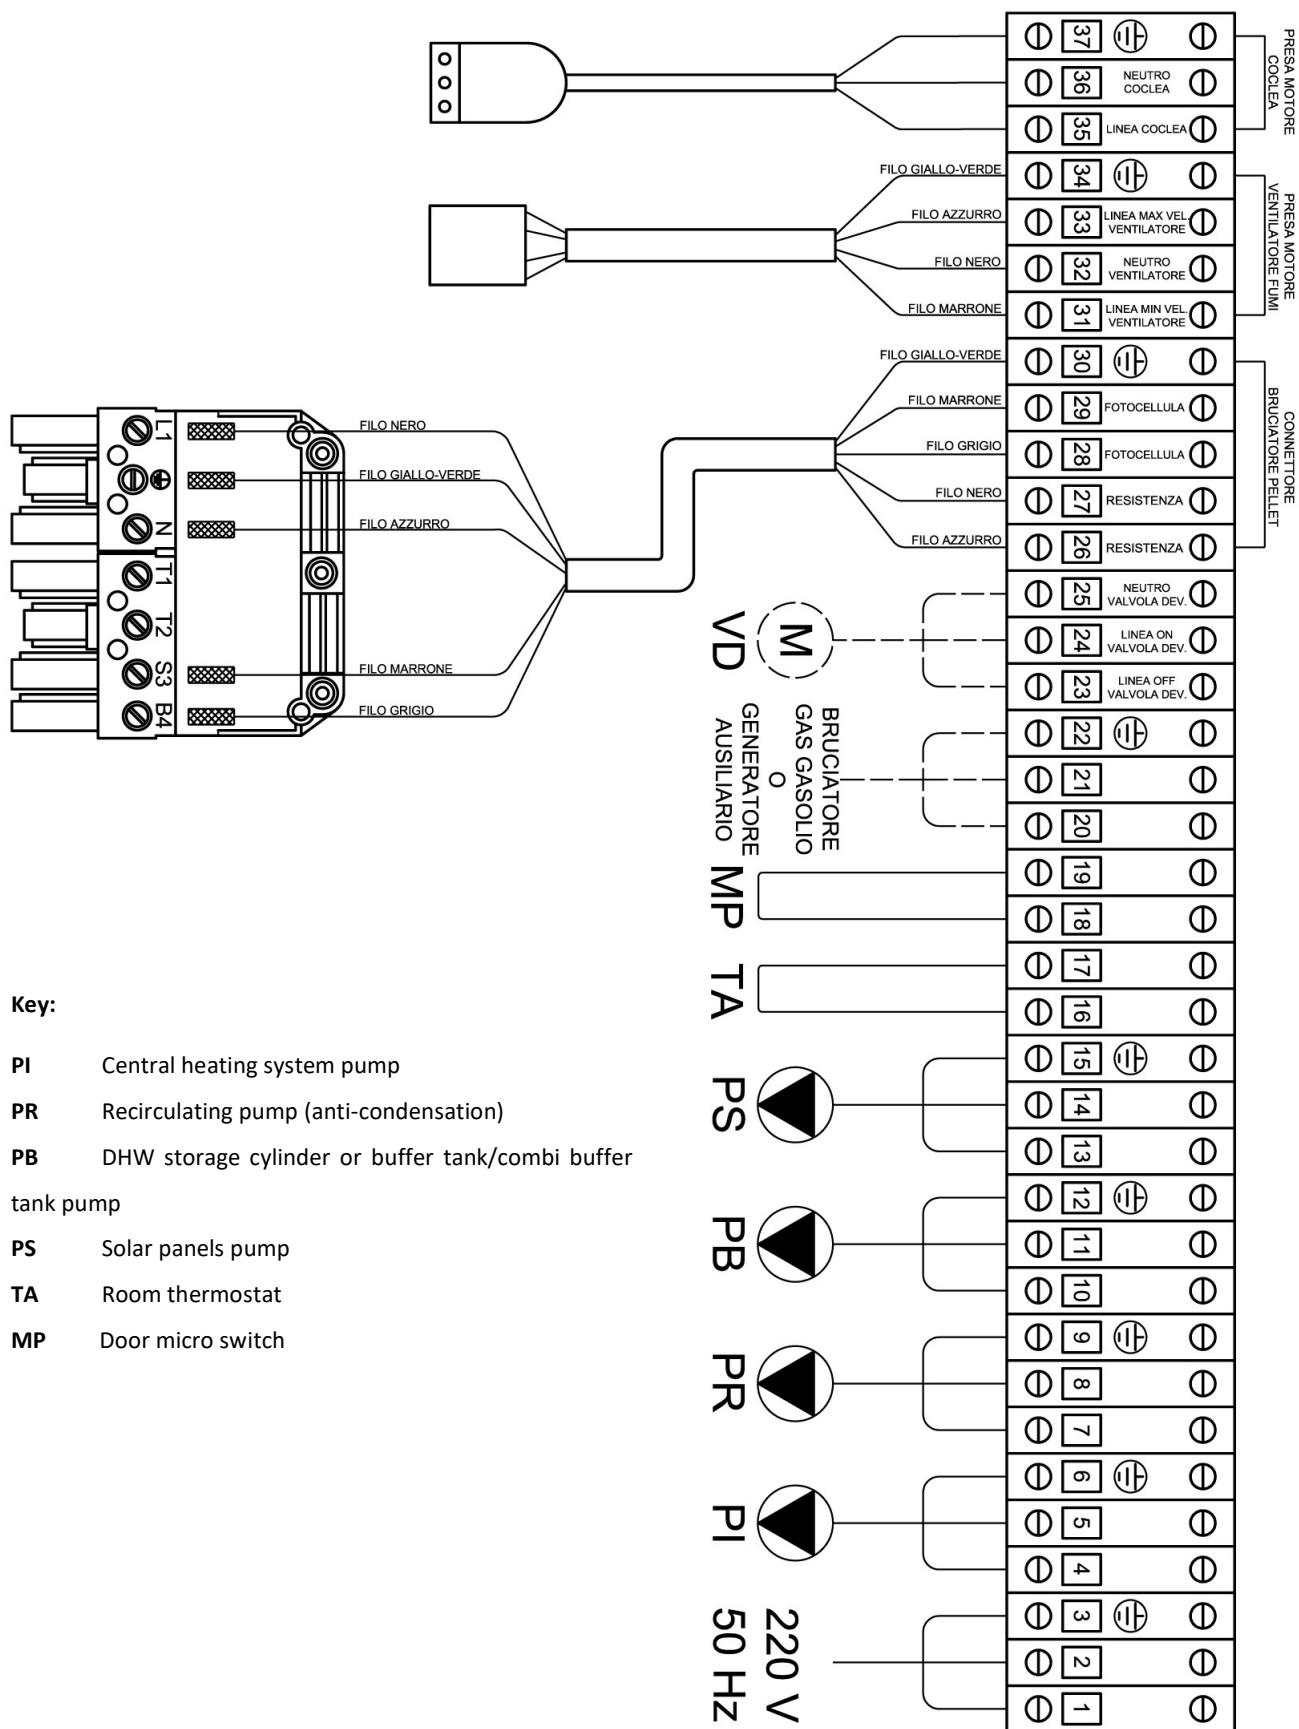 PRESA MOTORE
COCLEA
37
36 NEUTRO
COCLEA
35 LINEA COCLEA
PRESA MOTORE
VENTILATORE FUMI
FILO GIALLO-VERDE
34
FILO AZZURRO
33 LINEA MAX VEL.
VENTILATORE
FILO NERO
32 NEUTRO
VENTILATORE
FILO MARRONE
31 LINEA MIN VEL.
VENTILATORE
CONNETTORE
BRUCIATORE PELLET
FILO GIALLO-VERDE
30
FILO MARRONE
29 FOTOCELLULA
FILO GRIGIO
28 FOTOCELLULA
FILO NERO
27 RESISTENZA
FILO AZZURRO
26 RESISTENZA
L1
FILO NERO
FILO GIALLO-VERDE
N
FILO AZZURRO
T1
T2
S3
FILO MARRONE
B4
FILO GRIGIO
25 NEUTRO
VALVOLA DEV.
24 LINEA ON
VALVOLA DEV.
23 LINEA OFF
VALVOLA DEV.
M
VD
22
21
20
BRUCIATORE
GAS GASOLIO
O
GENERATORE
AUSILIARIO
19
18
MP
17
16
TA
15
14
13
PS
12
11
10
PB
9
8
7
PR
6
5
4
PI
3
2
1
220 V
50 Hz
Key:
PI Central heating system pump
PR Recirculating pump (anti-condensation)
PB DHW storage cylinder or buffer tank/combi buffer
tank pump
PS Solar panels pump
TA Room thermostat
MP Door micro switch